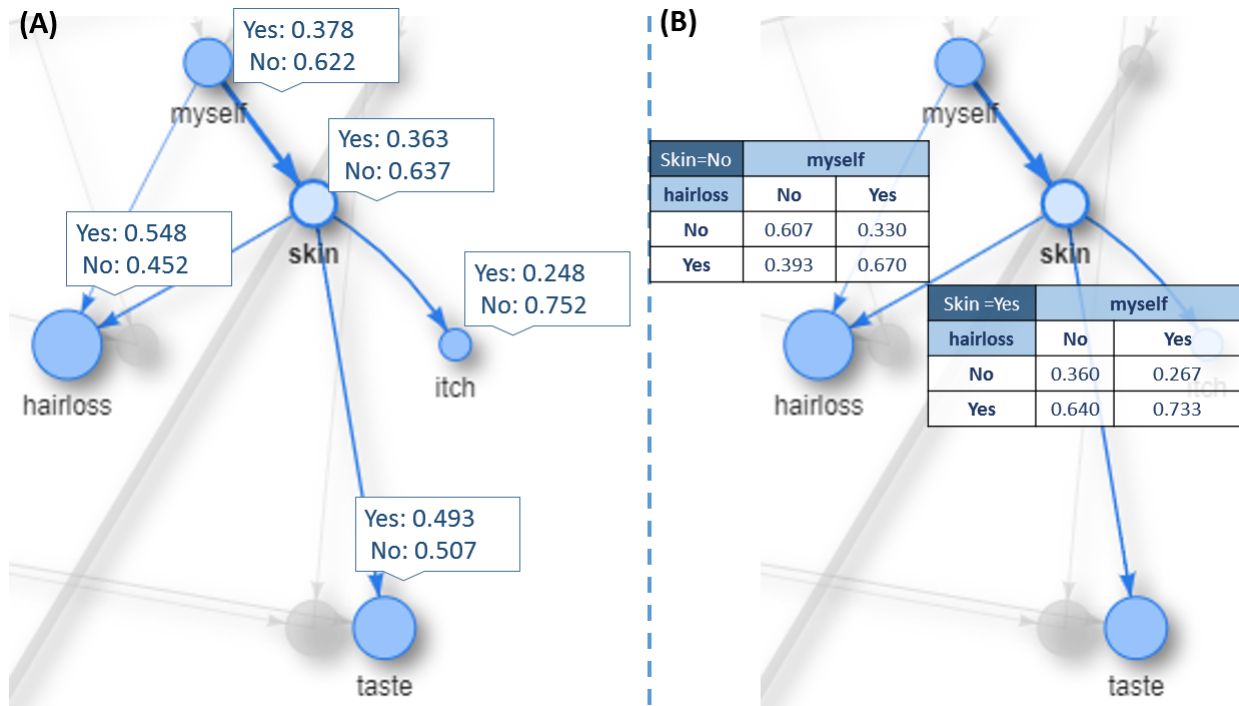 (A)
Yes: 0.378
No: 0.622
myself
Yes: 0.363
No: 0.637
skin
Yes: 0.548
No: 0.452
hairloss
Yes: 0.248
No: 0.752
itch
Yes: 0.493
No: 0.507
taste
(B)
myself
Skin=No myself
hairloss No Yes
No 0.607 0.330
Yes 0.393 0.670
skin
Skin =Yes myself
hairloss No Yes
No 0.360 0.267
Yes 0.640 0.733
itch
hairloss
taste